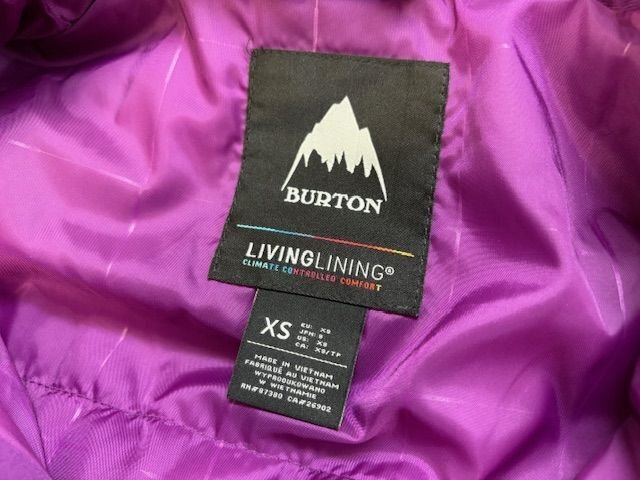 BURTON
LIVINGLINING®
CLIMATE CONTROLLED COMFORT
XS
EU: XS
JPN: S
US: XS
CA: XS/TP
MADE IN VIETNAM
FABRIQUÉ AU VIETNAM
WYPRODUKOWANO
W WIETNAMIE
RN#87380 CA#26902